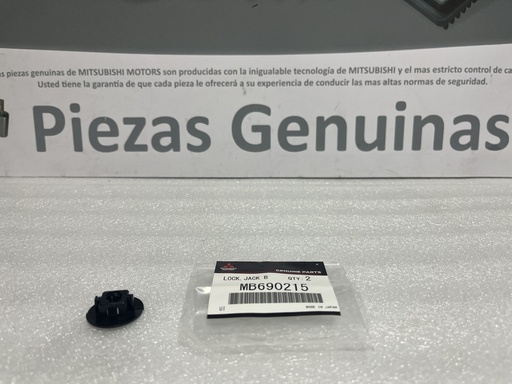 s piezas genuinas de MITSUBISHI MOTORS son producidas con la inigualable tecnología de MITSUBISHI y el mas estricto control de ca
Usted tiene la garantía de que cada pieza le ofrecerá a su experiencia de conducir las mas altas normas de seguridad.
Piezas Genuinas
GENUINE PARTS
LOCK, JACK B QTY: 2
MB690215
MADE IN JAPAN